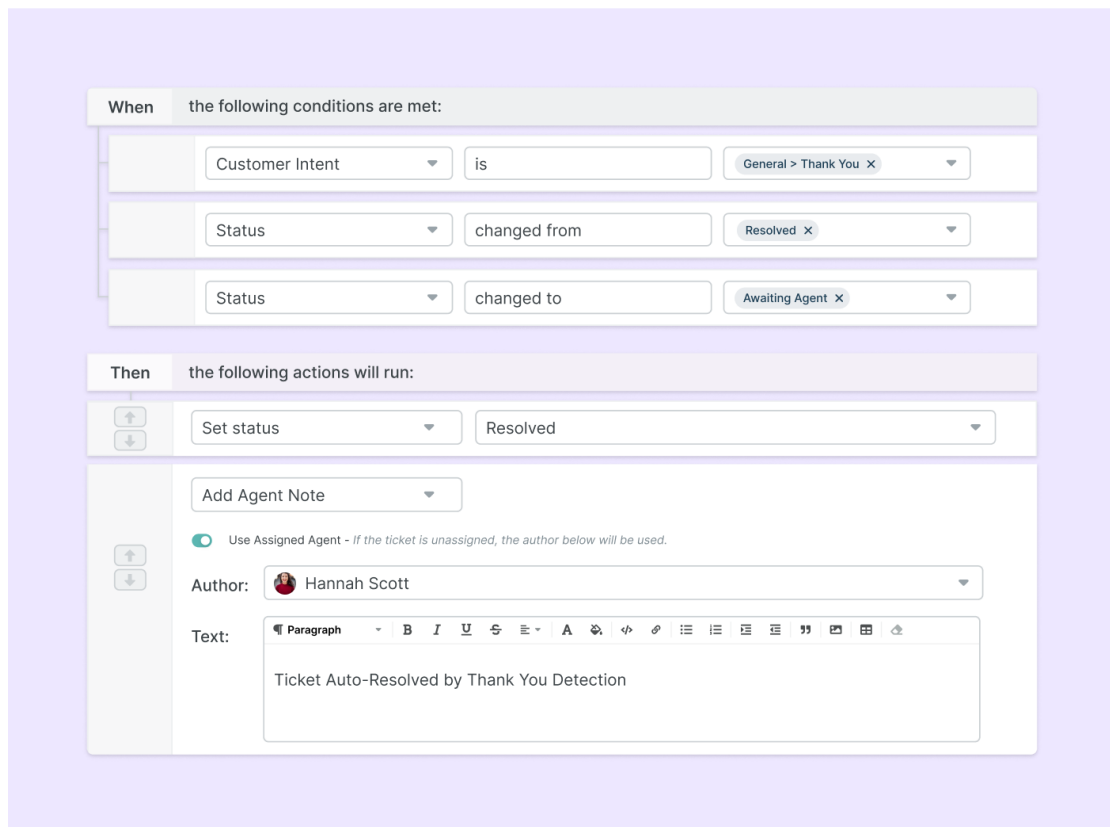 When the following conditions are met:
Customer Intent is General > Thank You ×
Status changed from Resolved ×
Status changed to Awaiting Agent ×
Then the following actions will run:
Set status Resolved
Add Agent Note
Use Assigned Agent - If the ticket is unassigned, the author below will be used.
Author: Hannah Scott
Text: ¶ Paragraph B I U S A
Ticket Auto-Resolved by Thank You Detection